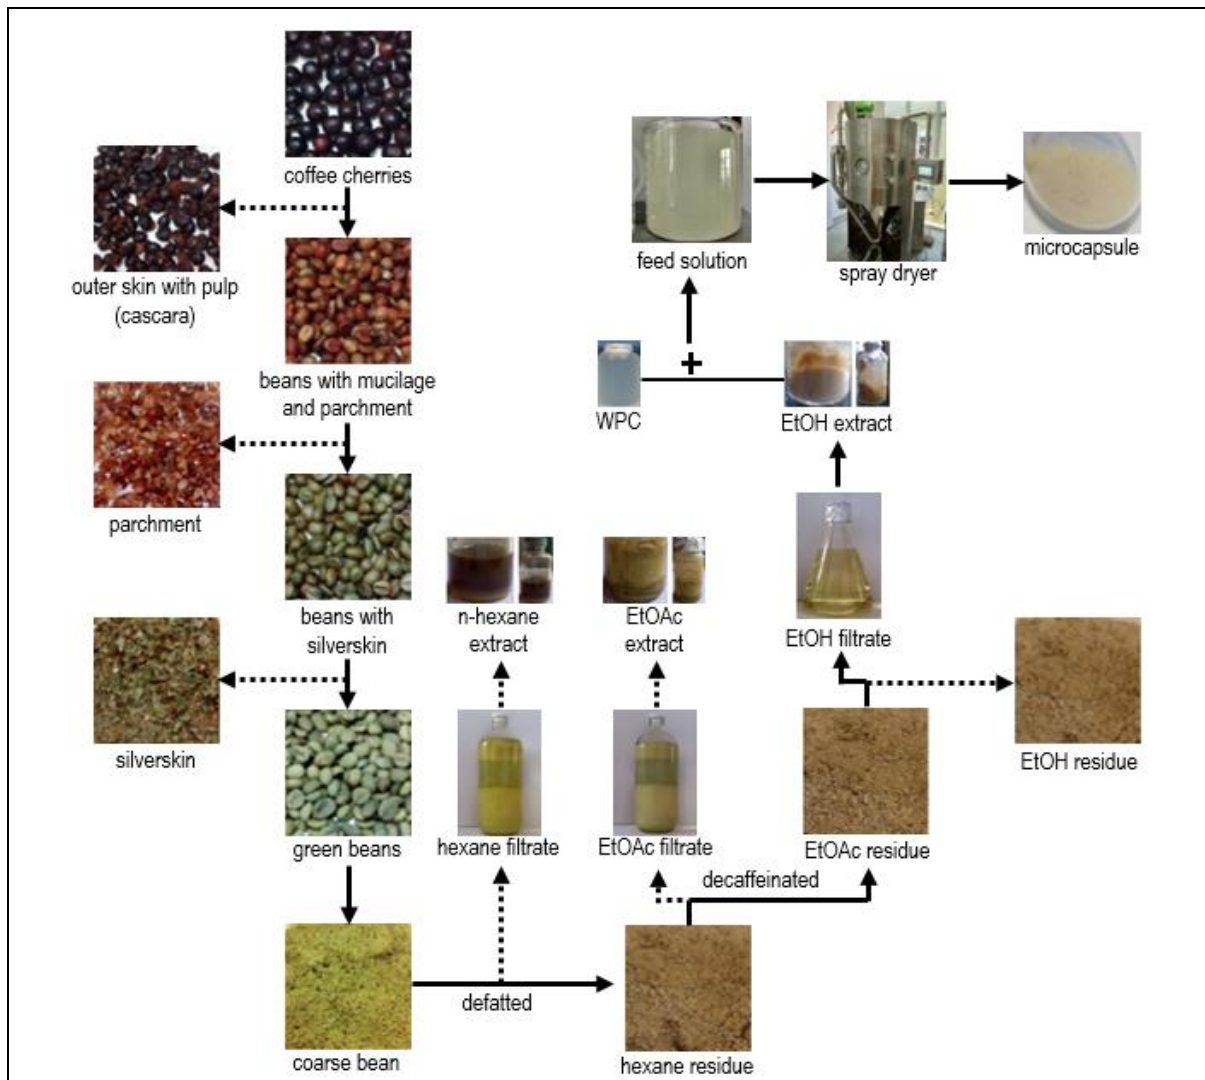 coffee cherries
outer skin with pulp
(cascara)
beans with mucilage
and parchment
parchment
beans with
silverskin
silverskin
green beans
coarse bean
defatted
n-hexane
extract
hexane filtrate
EtOAc
extract
EtOAc filtrate
hexane residue
decaffeinated
EtOAc residue
EtOH filtrate
EtOH residue
EtOH extract
WPC
+
feed solution
spray dryer
microcapsule